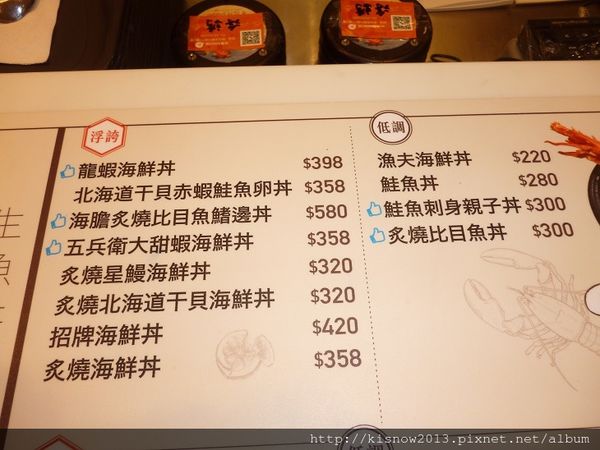 浮誇
龍蝦海鮮丼 $398
北海道干貝赤蝦鮭魚卵丼 $358
海膽炙燒比目魚鰭邊丼 $580
五兵衛大甜蝦海鮮丼 $358
炙燒星鰻海鮮丼 $320
炙燒北海道干貝海鮮丼 $320
招牌海鮮丼 $420
炙燒海鮮丼 $358
低調
漁夫海鮮丼 $220
鮭魚丼 $280
鮭魚刺身親子丼 $300
炙燒比目魚丼 $300
生
魚
http://kisnow2013.pixnet.net/album